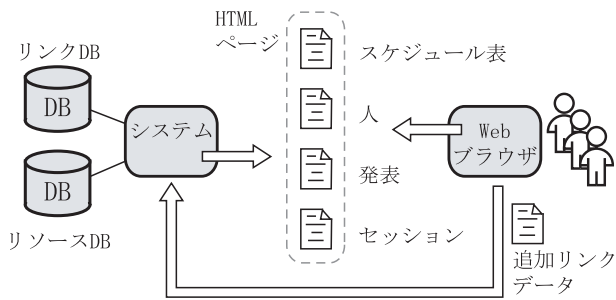 HTML
ページ
リンクDB
DB
システム
DB
リソースDB
スケジュール表
人
発表
セッション
Web
ブラウザ
追加リンク
データ